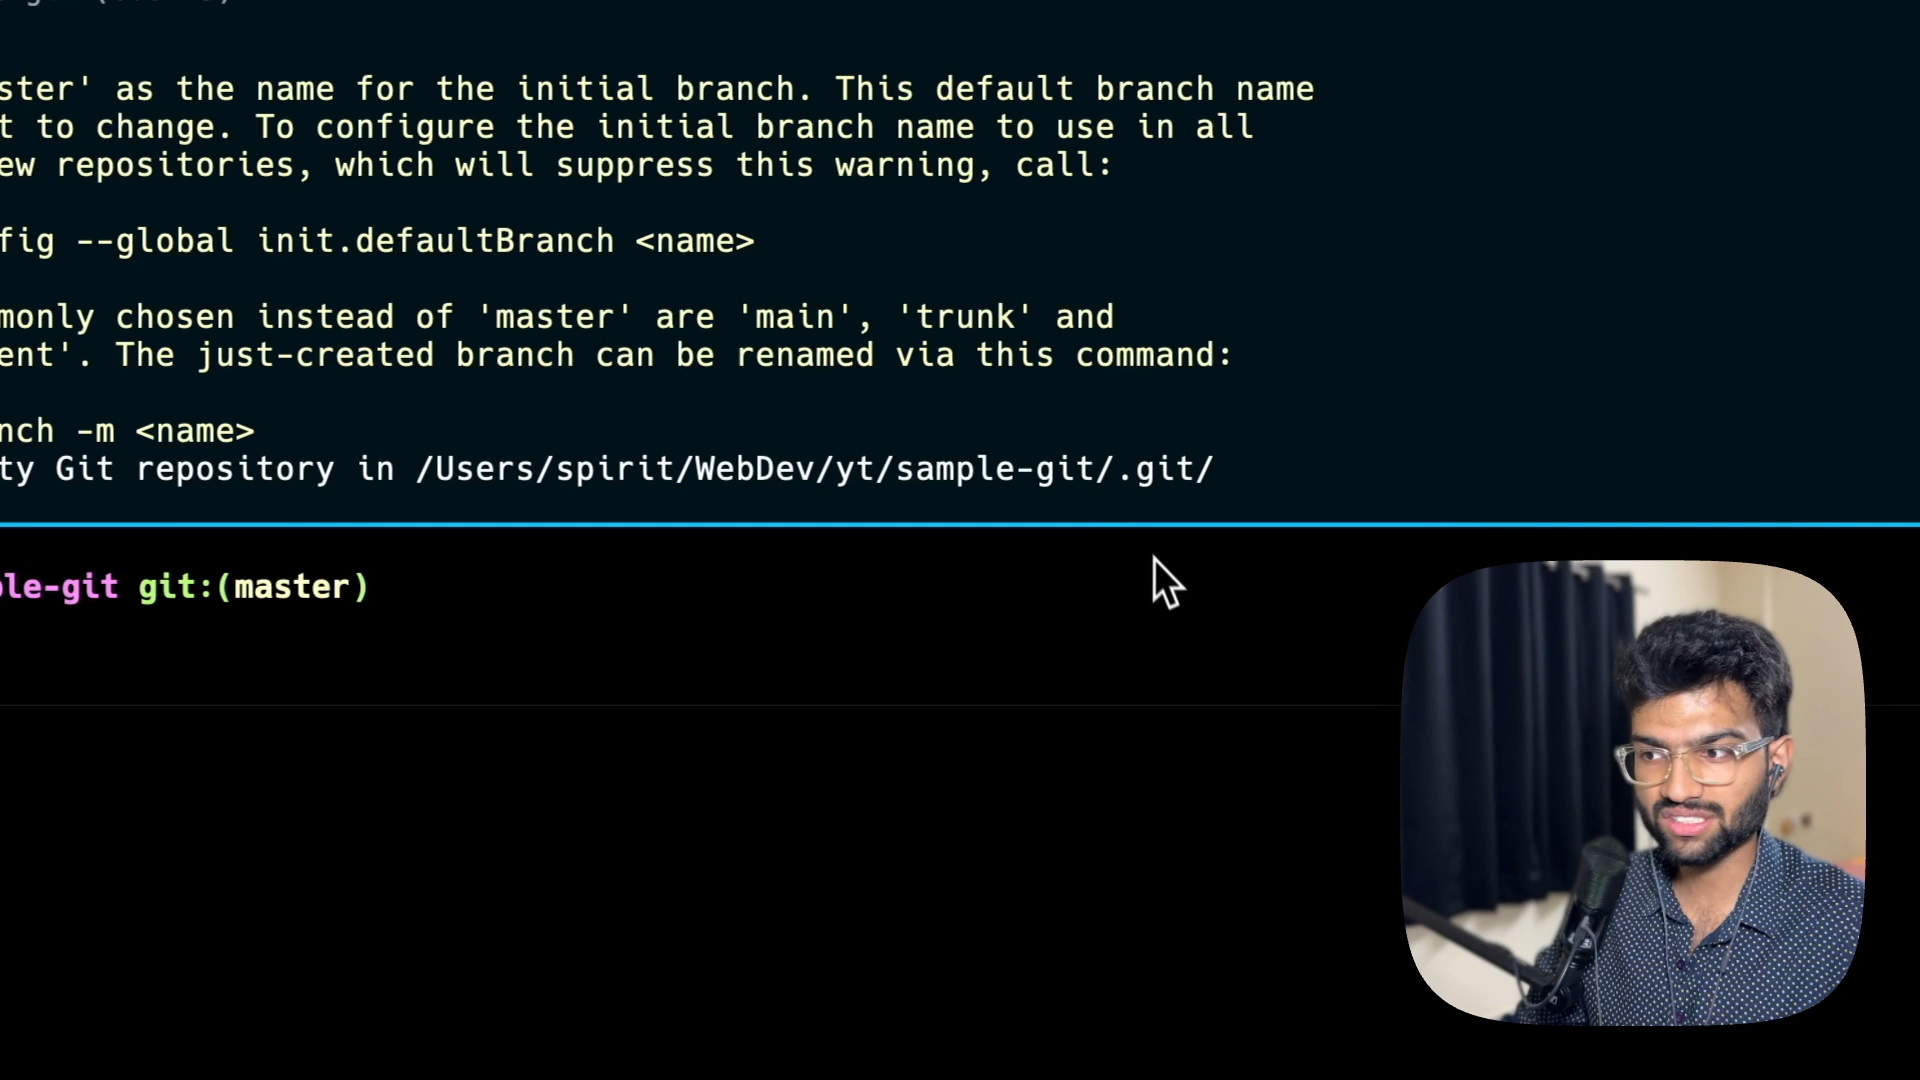 ster' as the name for the initial branch. This default branch name
t to change. To configure the initial branch name to use in all
ew repositories, which will suppress this warning, call:
fig --global init.defaultBranch <name>
monly chosen instead of 'master' are 'main', 'trunk' and
ent'. The just-created branch can be renamed via this command:
nch -m <name>
ty Git repository in /Users/spirit/WebDev/yt/sample-git/.git/
ple-git git:(master)